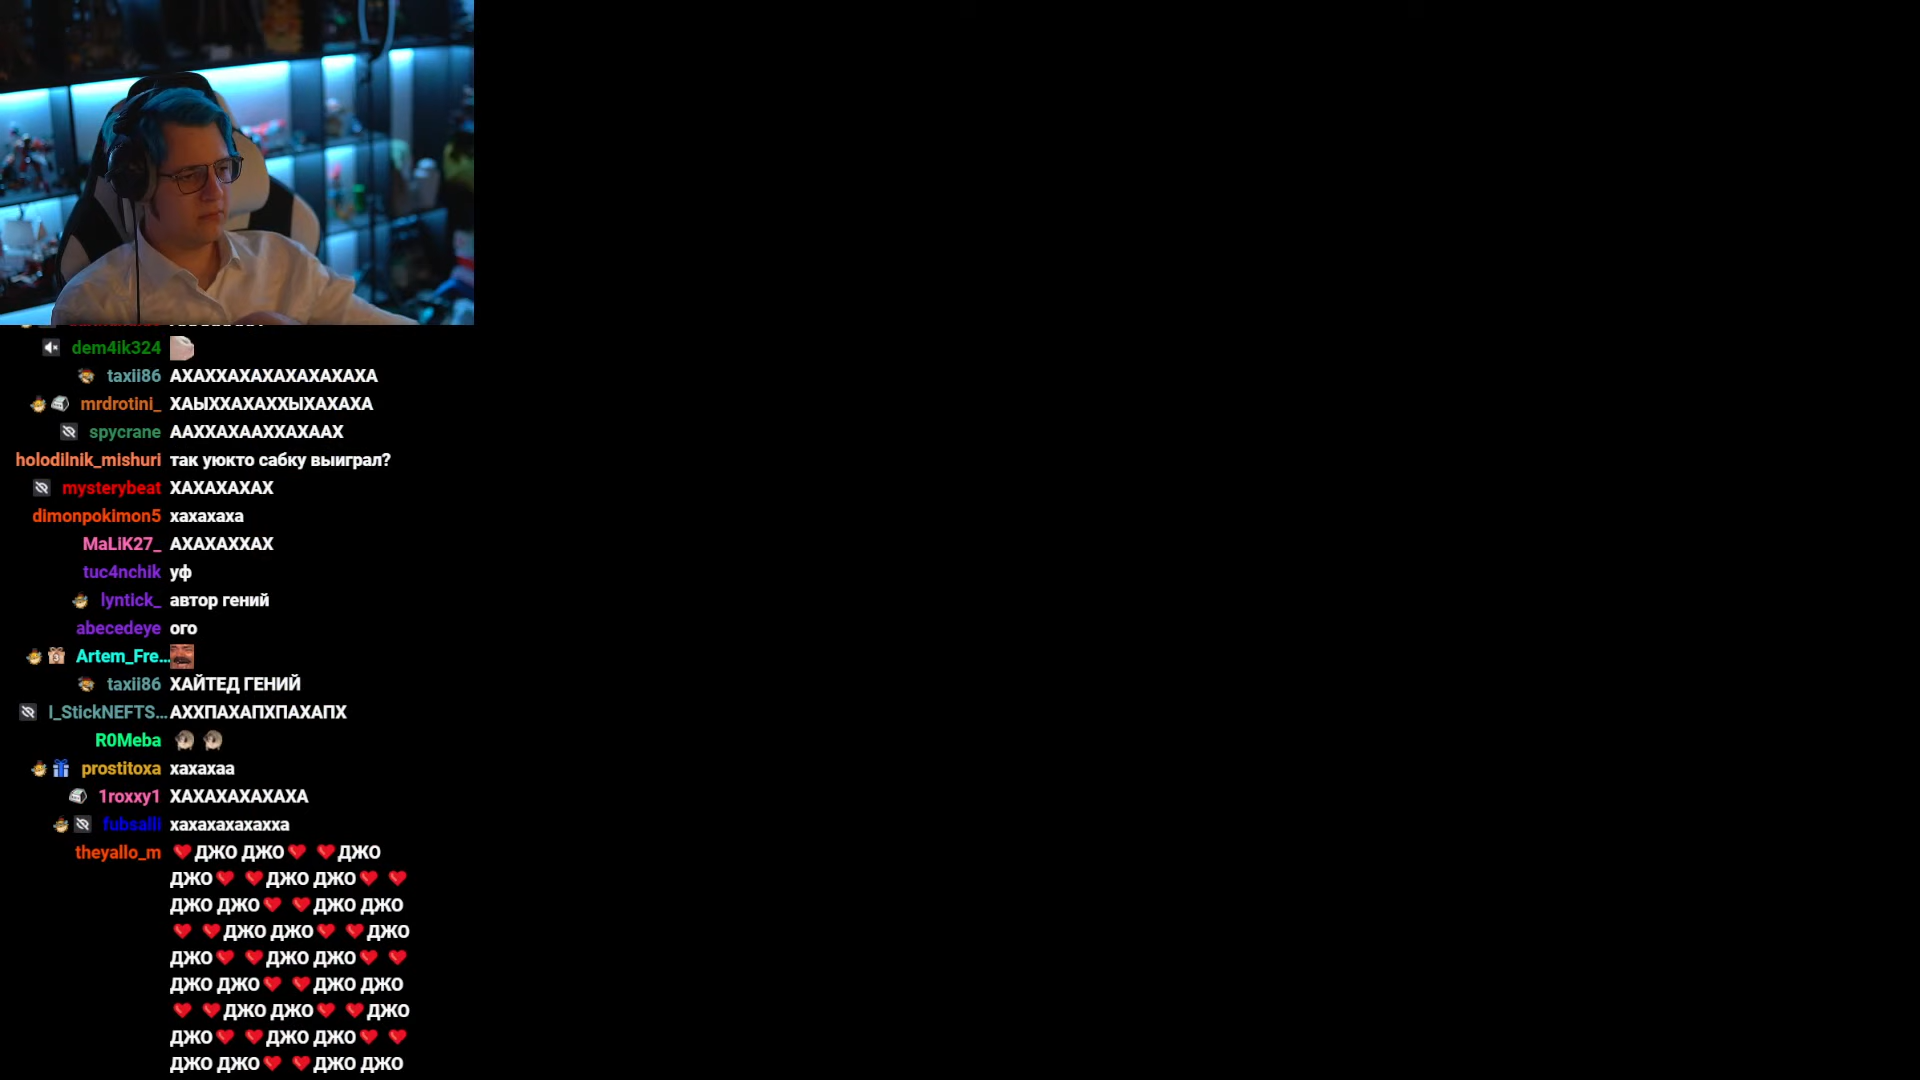 dem4ik324
taxii86 АХАХХАХАХАХАХАХАХА
mrdrotini_ ХАЫХХАХАХХЫХАХАХА
spycrane ААХХАХААХХАХААХ
holodilnik_mishuri так уюкто сабку выиграл?
mysterybeat ХАХАХАХАХ
dimonpokimon5 хахахаха
MaLiK27_ АХАХАХХАХ
tuc4nchik уф
lyntick_ автор гений
abecedeye ого
Artem_Fre…
taxii86 ХАЙТЕД ГЕНИЙ
I_StickNEFTS… АХХПАХАПХПАХАПХ
R0Meba
prostitoxa хахахаа
1roxxy1 ХАХАХАХАХАХА
fubsalli хахахахахахха
theyallo_m ❤️ДЖО ДЖО❤️ ❤️ДЖО
ДЖО❤️ ❤️ДЖО ДЖО❤️ ❤️
ДЖО ДЖО❤️ ❤️ДЖО ДЖО
❤️ ❤️ДЖО ДЖО❤️ ❤️ДЖО
ДЖО❤️ ❤️ДЖО ДЖО❤️ ❤️
ДЖО ДЖО❤️ ❤️ДЖО ДЖО
❤️ ❤️ДЖО ДЖО❤️ ❤️ДЖО
ДЖО❤️ ❤️ДЖО ДЖО❤️ ❤️
ДЖО ДЖО❤️ ❤️ДЖО ДЖО